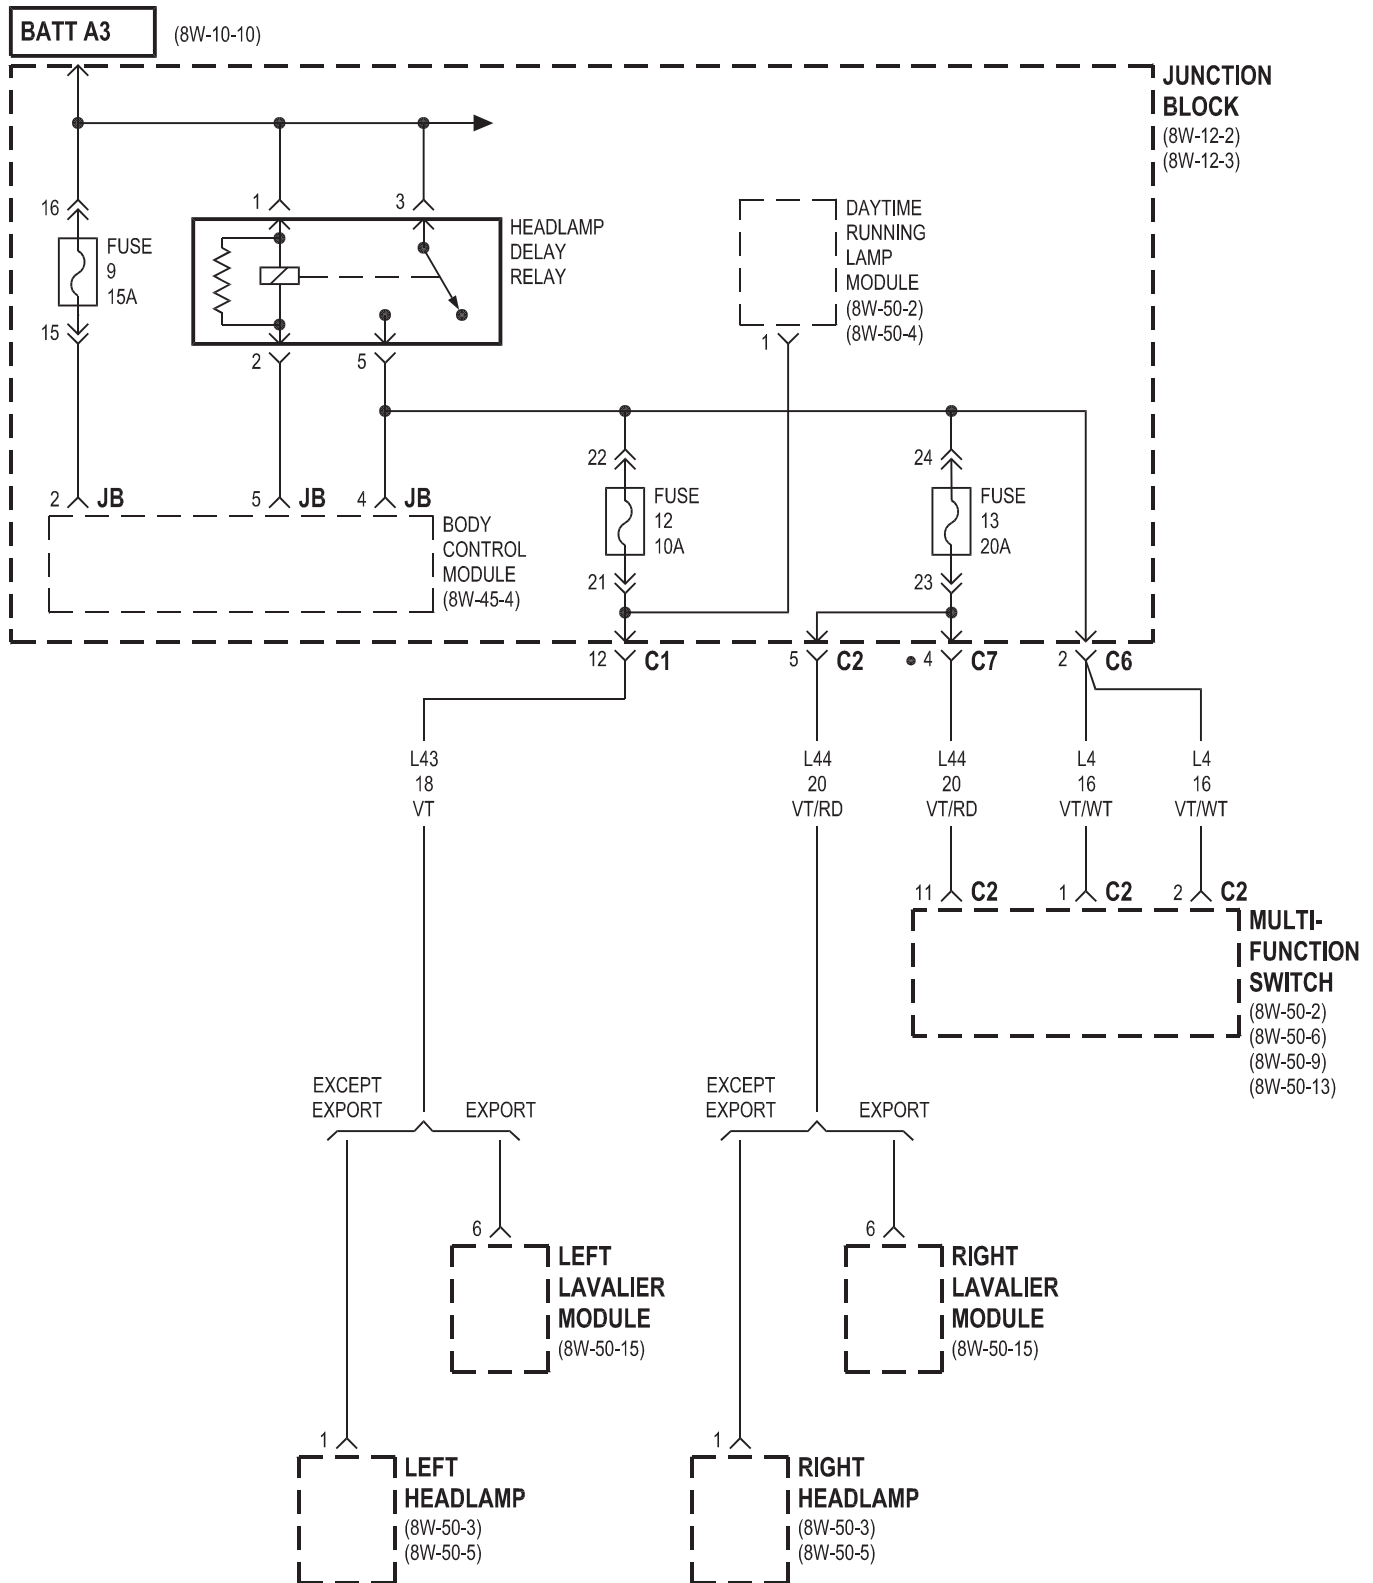 BATT A3
(8W-10-10)
JUNCTION
BLOCK
(8W-12-2)
(8W-12-3)
16
1
3
FUSE
9
15A
HEADLAMP
DELAY
RELAY
DAYTIME
RUNNING
LAMP
MODULE
(8W-50-2)
(8W-50-4)
15
2
5
1
22
24
FUSE
12
10A
FUSE
13
20A
2 JB
5 JB
4 JB
BODY
CONTROL
MODULE
(8W-45-4)
21
23
12 C1
5 C2
• 4 C7
2 C6
L43
18
VT
L44
20
VT/RD
L44
20
VT/RD
L4
16
VT/WT
L4
16
VT/WT
11 C2
1 C2
2 C2
MULTI-
FUNCTION
SWITCH
(8W-50-2)
(8W-50-6)
(8W-50-9)
(8W-50-13)
EXCEPT
EXPORT
EXPORT
EXCEPT
EXPORT
EXPORT
6
LEFT
LAVALIER
MODULE
(8W-50-15)
6
RIGHT
LAVALIER
MODULE
(8W-50-15)
1
LEFT
HEADLAMP
(8W-50-3)
(8W-50-5)
1
RIGHT
HEADLAMP
(8W-50-3)
(8W-50-5)